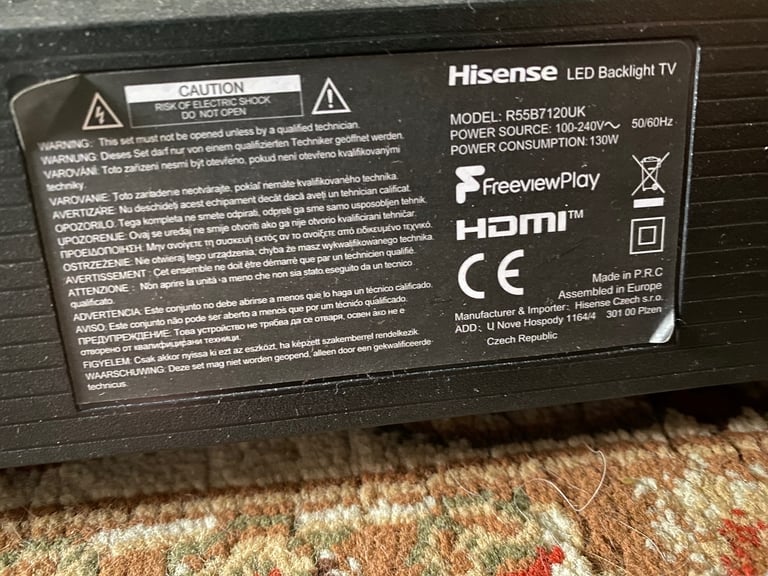 CAUTION
RISK OF ELECTRIC SHOCK
DO NOT OPEN
WARNING: This set must not be opened unless by a qualified technician.
WARNUNG: Dieses Set darf nur von einem qualifizierten Techniker geöffnet werden.
VAROVÁNÍ: Toto zařízení nesmí být otevřeno, pokud není otevřeno kvalifikovanými
techniky.
VAROVANIE: Toto zariadenie neotvárajte, pokiaľ nemáte kvalifikovaného technika.
AVERTIZARE: Nu deschideți acest echipament decât dacă aveți un tehnician calificat.
OPOZORILO: Tega kompleta ne smete odpirati, odpreti ga sme samo usposobljen tehnik.
UPOZORENJE: Ovaj se uređaj ne smije otvoriti ako ga nije otvorio kvalificirani tehničar.
ΠΡΟΕΙΔΟΠΟΙΗΣΗ: Μην ανοίγετε τη συσκευή εκτός αν το ανοίξετε από ειδικευμένο τεχνικό.
OSTRZEŻENIE: Nie otwieraj tego urządzenia, chyba że masz wykwalifikowanego technika.
AVERTISSEMENT : Cet ensemble ne doit être démarré que par un technicien qualifié.
ATTENZIONE : Non aprire la unità a meno che non sia stato eseguito da un tecnico
qualificato.
ADVERTENCIA: Este conjunto no debe abrirse a menos que lo haga un técnico calificado.
AVISO: Este conjunto não pode ser aberto a menos que por um técnico qualificado.
ПРЕДУПРЕЖДЕНИЕ: Това устройство не трябва да се отваря, освен ако не е
отворено от квалифицирани техници.
FIGYELEM: Csak akkor nyissa ki ezt az eszközt, ha képzett szakemberrel rendelkezik.
WAARSCHUWING: Deze set mag niet worden geopend, alleen door een gekwalificeerde
technicus.
Hisense LED Backlight TV
MODEL: R55B7120UK
POWER SOURCE: 100-240V～ 50/60Hz
POWER CONSUMPTION: 130W
FreeviewPlay
HDMI™
CE
Made in P.R.C
Assembled in Europe
Manufacturer & Importer: Hisense Czech s.r.o.
ADD: U Nove Hospody 1164/4 301 00 Plzen
Czech Republic